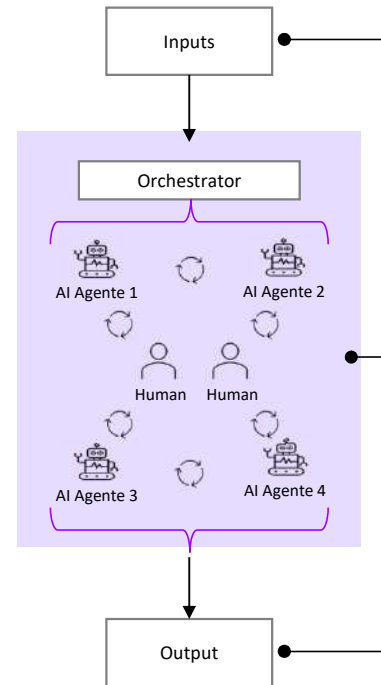 Inputs
Orchestrator
AI Agente 1
AI Agente 2
Human
Human
AI Agente 3
AI Agente 4
Output